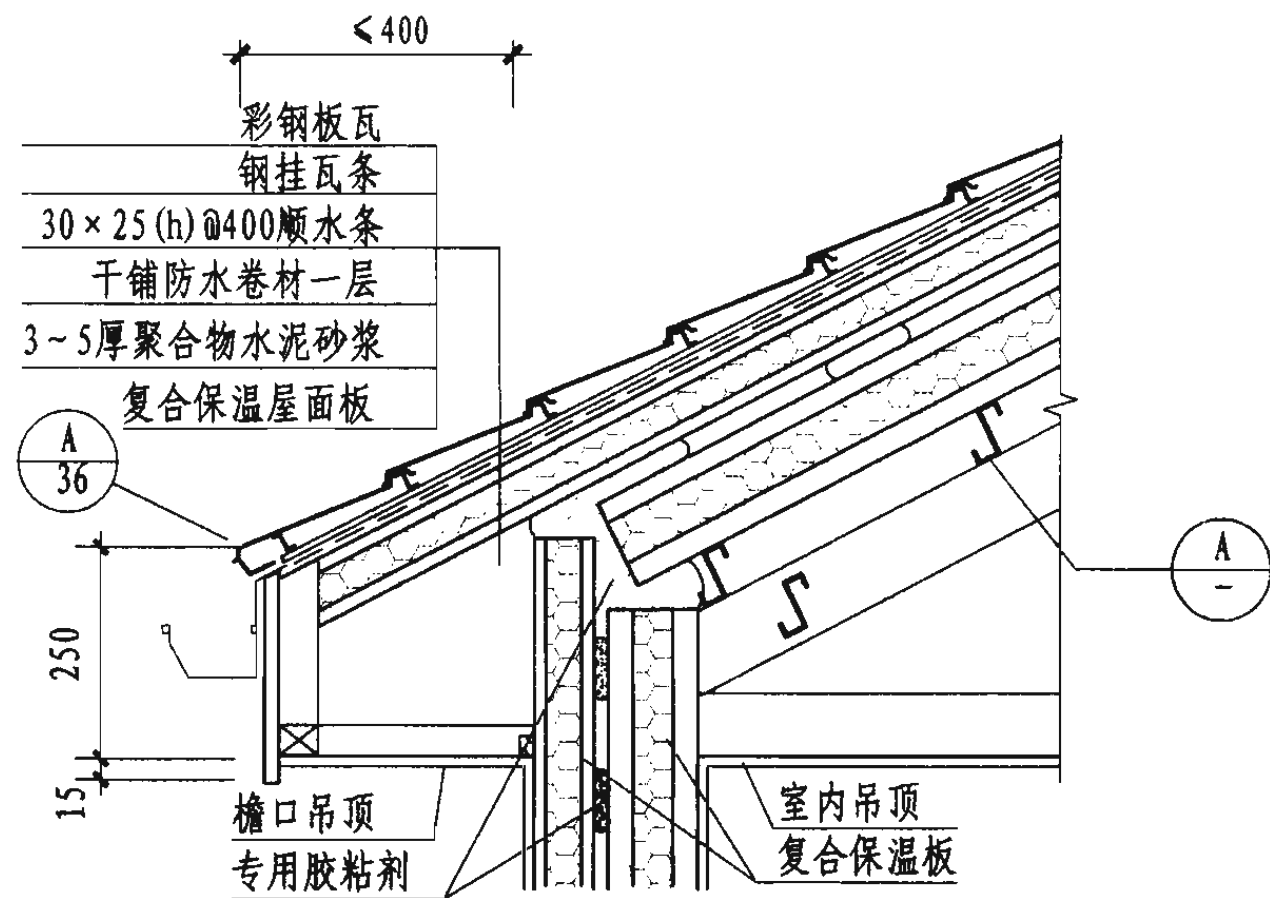 ≤400
彩钢板瓦
钢挂瓦条
30×25(h)@400顺水条
干铺防水卷材一层
3~5厚聚合物水泥砂浆
复合保温屋面板
A
36
A
-
250
15
檐口吊顶
专用胶粘剂
室内吊顶
复合保温板